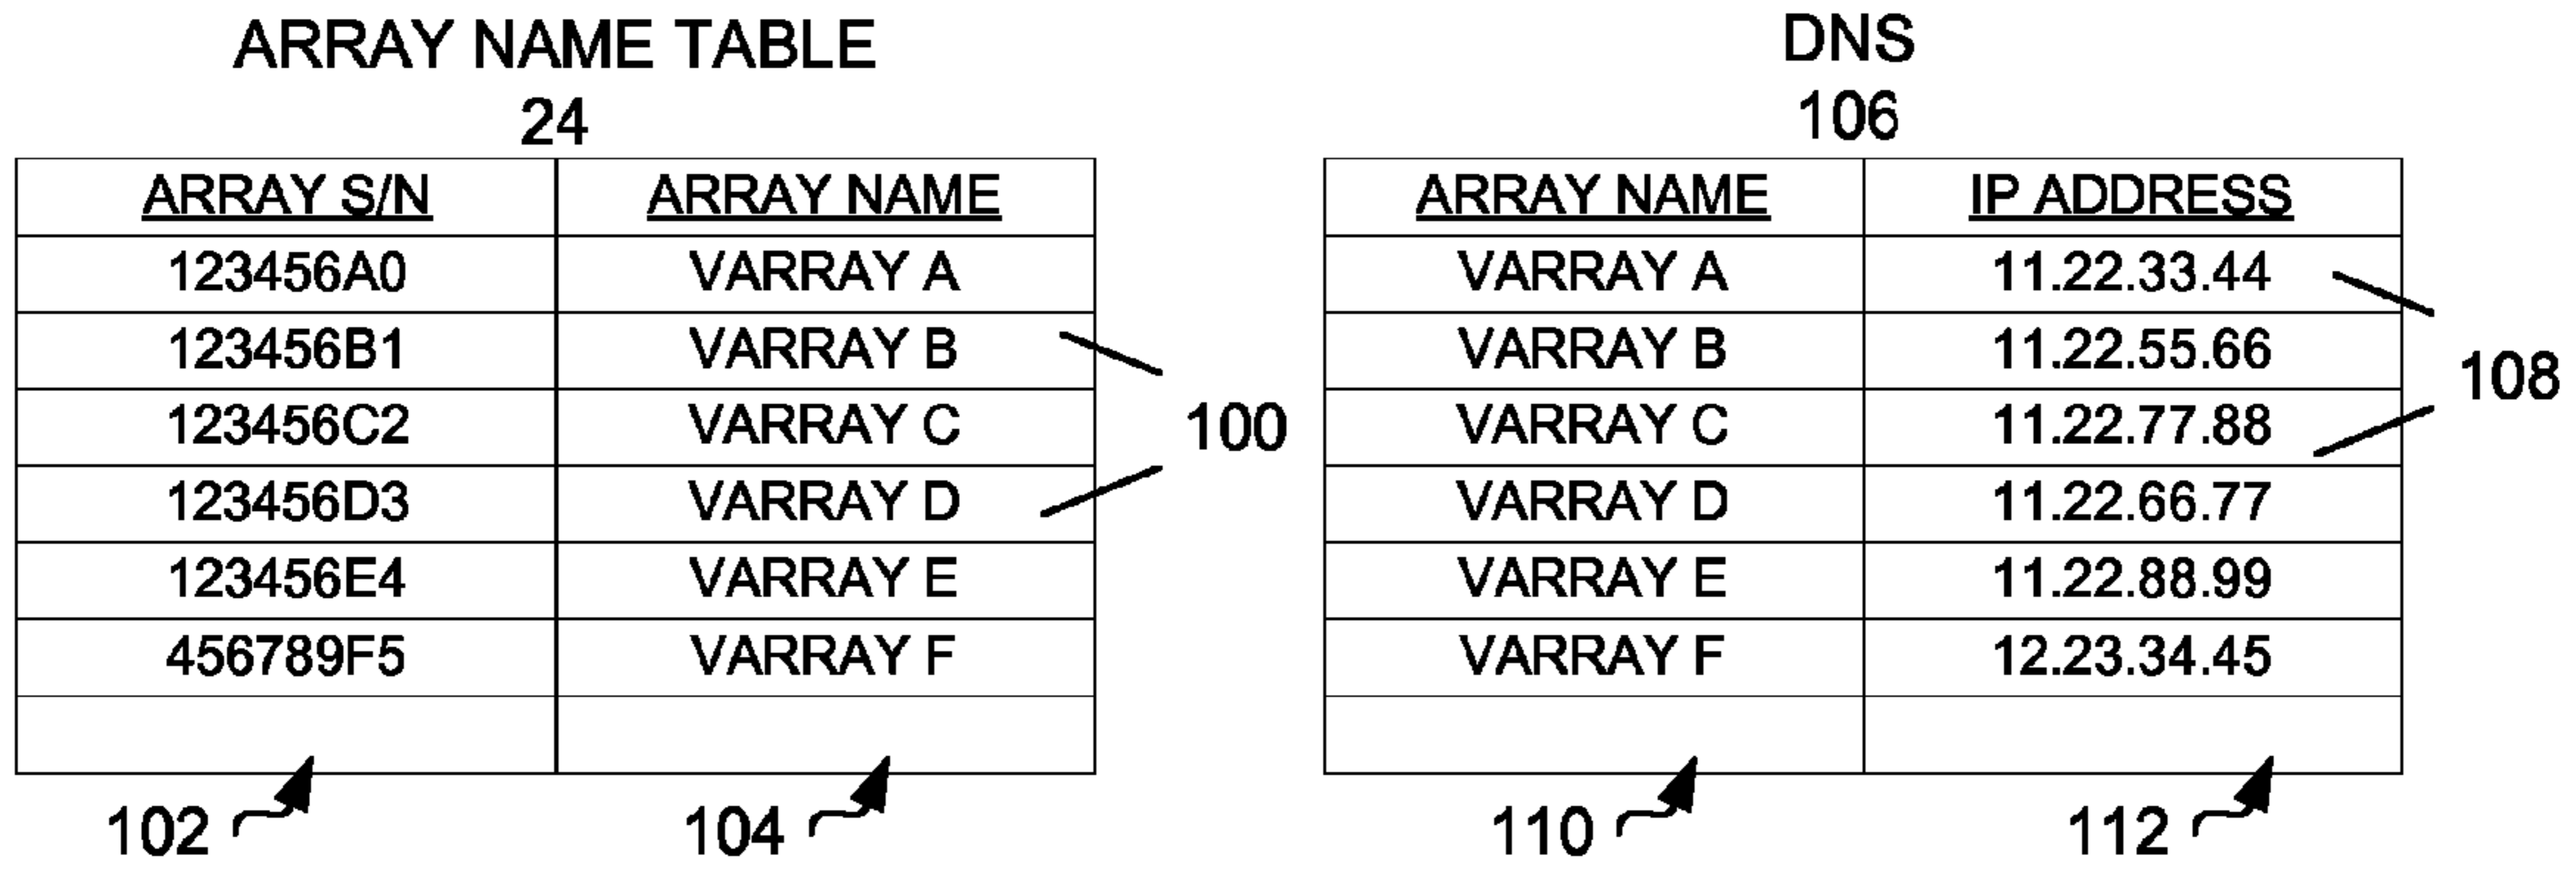 ARRAY NAME TABLE
24
ARRAY S/N ARRAY NAME
123456A0 VARRAY A
123456B1 VARRAY B
123456C2 VARRAY C
123456D3 VARRAY D
123456E4 VARRAY E
456789F5 VARRAY F
100
102 104
DNS
106
ARRAY NAME IP ADDRESS
VARRAY A 11.22.33.44
VARRAY B 11.22.55.66
VARRAY C 11.22.77.88
VARRAY D 11.22.66.77
VARRAY E 11.22.88.99
VARRAY F 12.23.34.45
108
110 112